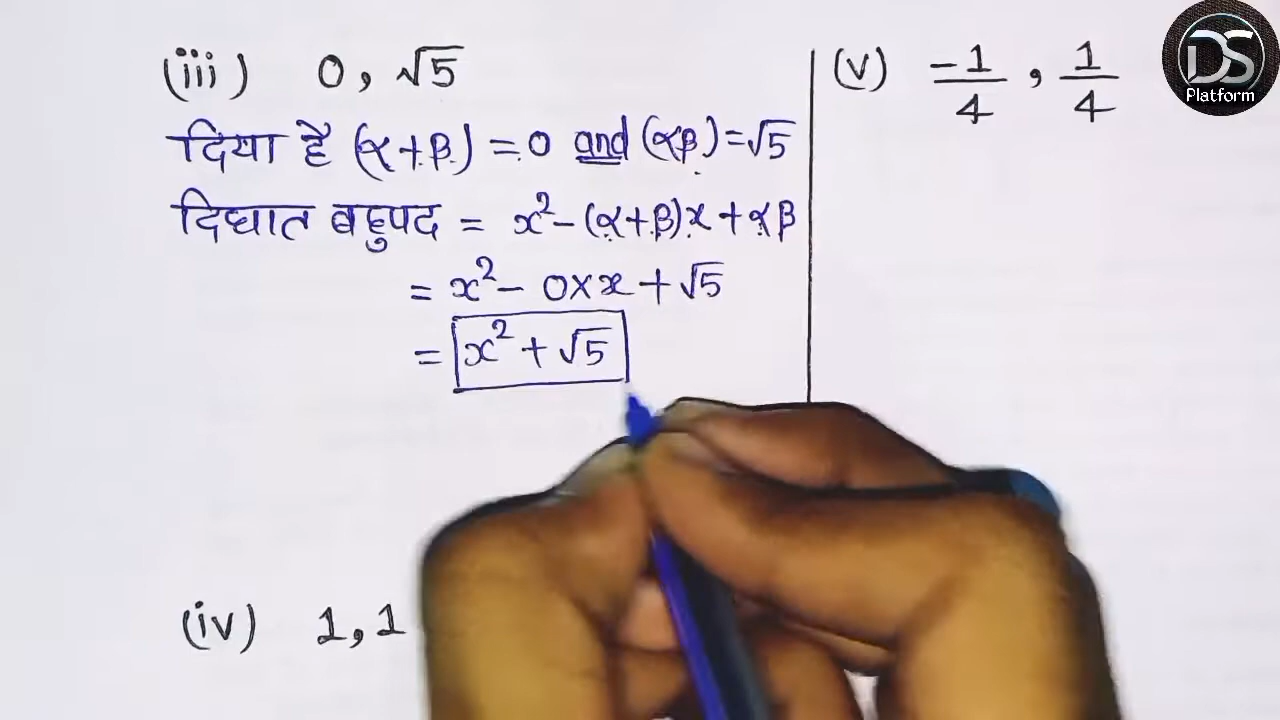 (iii) 0, √5
दिया है (α+β) = 0 and (αβ)=√5
दिघात बहुपद = x² - (α+β)x + αβ
= x² - 0×x + √5
= x² + √5
(iv) 1, 1
(v) -1/4, 1/4
DS
Platform